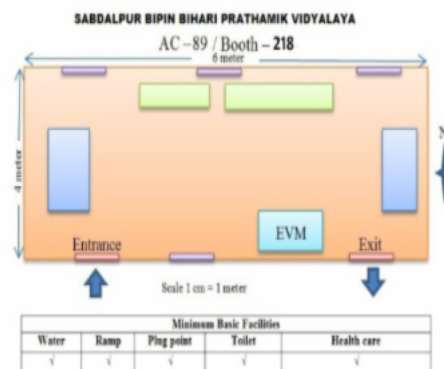 SABDALPUR BIPIN BIHARI PRATHAMIK VIDYALAYA
AC – 89 / Booth – 218
6 meter
4 meter
N
EVM
Entrance
Exit
Scale 1 cm = 1 meter
Minimum Basic Facilities
Water Ramp Plug point Toilet Health care
√ √ √ √ √